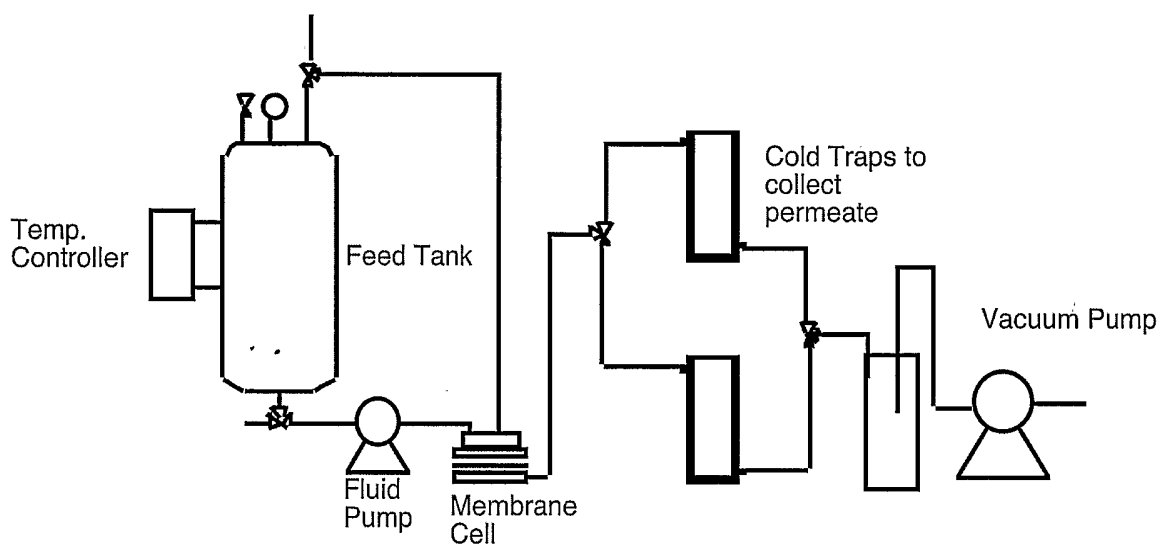 Temp.
Controller
Feed Tank
Fluid
Pump
Membrane
Cell
Cold Traps to
collect
permeate
Vacuum Pump